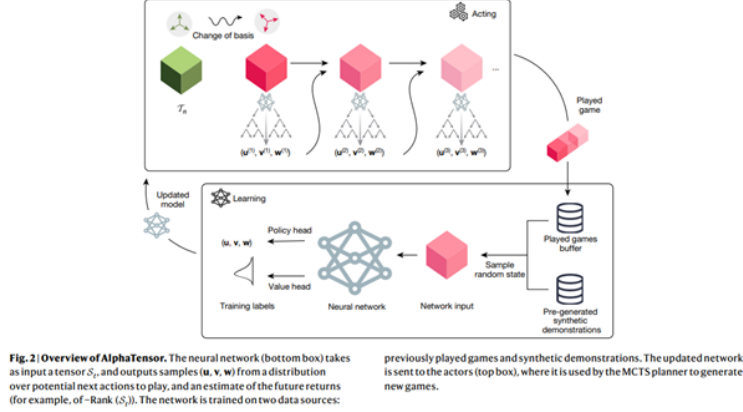 Change of basis
Acting
𝒯ₙ
...
(u⁽¹⁾, v⁽¹⁾, w⁽¹⁾)
(u⁽²⁾, v⁽²⁾, w⁽²⁾)
(u⁽³⁾, v⁽³⁾, w⁽³⁾)
Played
game
Updated
model
Learning
Policy head
(u, v, w)
Value head
Training labels
Neural network
Network input
Sample
random state
Played games
buffer
Pre-generated
synthetic
demonstrations
Fig. 2 | Overview of AlphaTensor. The neural network (bottom box) takes
as input a tensor 𝒮ₜ, and outputs samples (u, v, w) from a distribution
over potential next actions to play, and an estimate of the future returns
(for example, of −Rank (𝒮ₜ)). The network is trained on two data sources:
previously played games and synthetic demonstrations. The updated network
is sent to the actors (top box), where it is used by the MCTS planner to generate
new games.